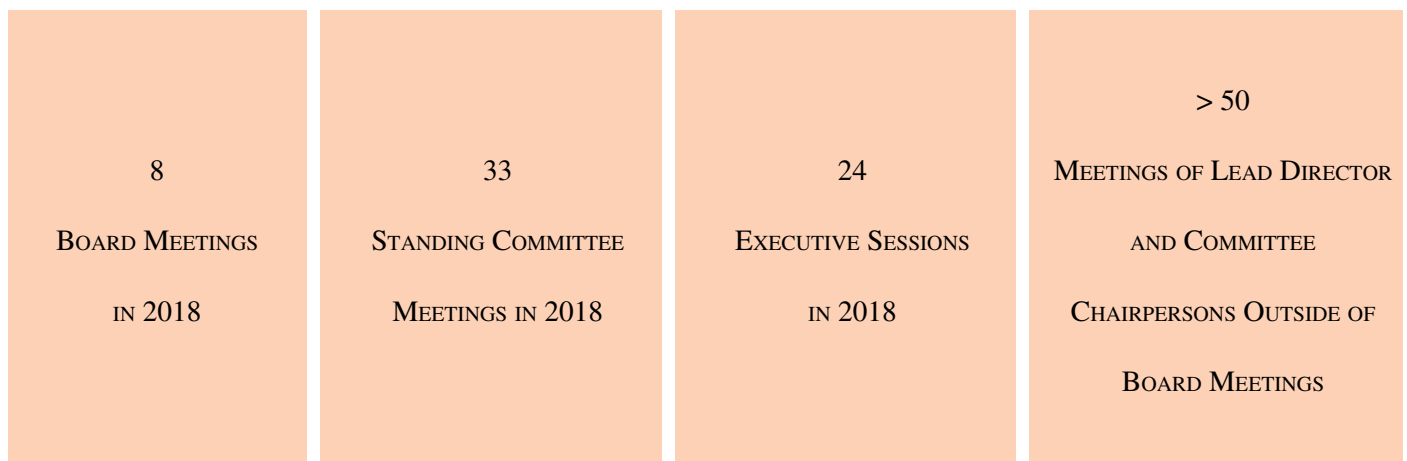 8
Board Meetings
in 2018
33
Standing Committee
Meetings in 2018
24
Executive Sessions
in 2018
> 50
Meetings of Lead Director
and Committee
Chairpersons Outside of
Board Meetings